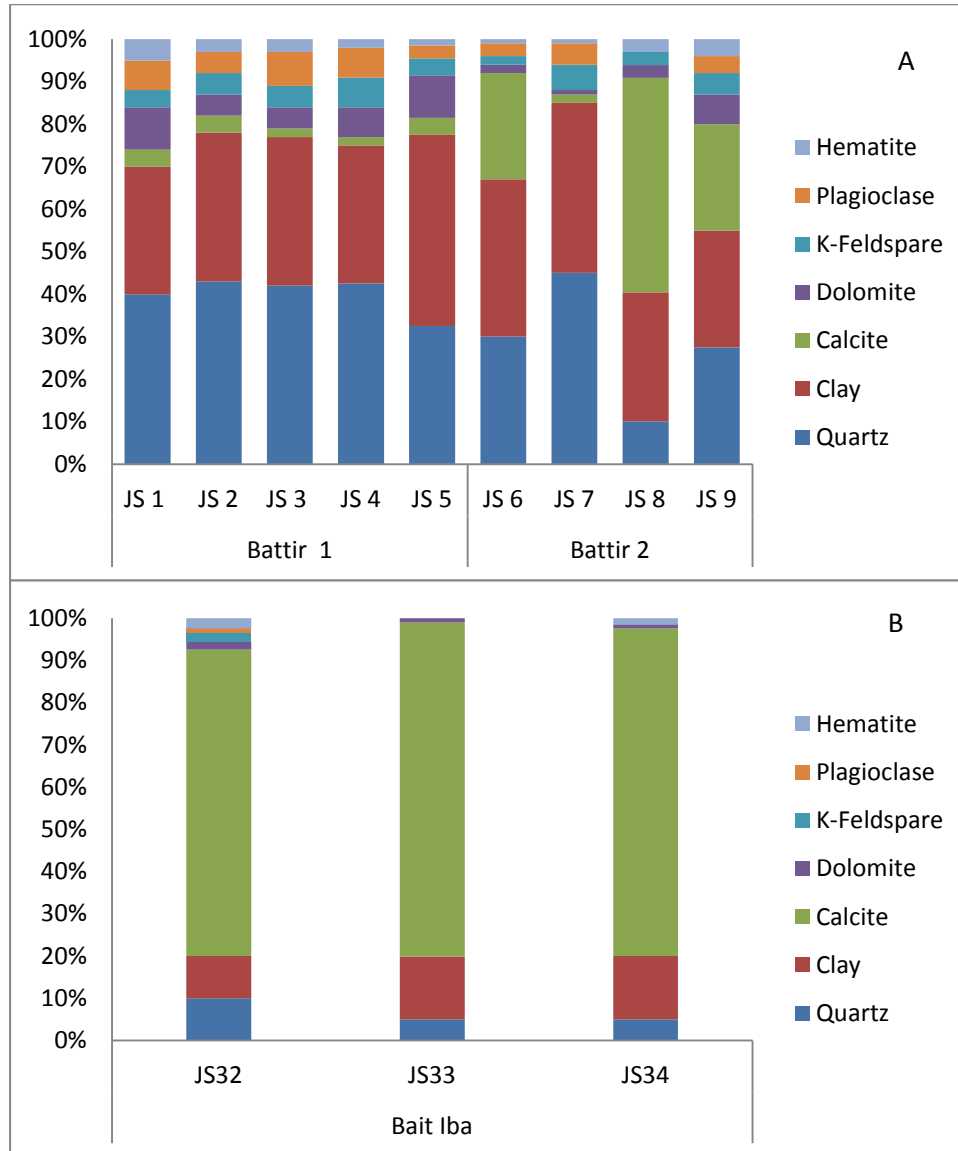 A
100%
90%
80%
70%
60%
50%
40%
30%
20%
10%
0%
Hematite
Plagioclase
K-Feldspare
Dolomite
Calcite
Clay
Quartz
JS 1 JS 2 JS 3 JS 4 JS 5 JS 6 JS 7 JS 8 JS 9
Battir 1 Battir 2
B
100%
90%
80%
70%
60%
50%
40%
30%
20%
10%
0%
Hematite
Plagioclase
K-Feldspare
Dolomite
Calcite
Clay
Quartz
JS32 JS33 JS34
Bait Iba